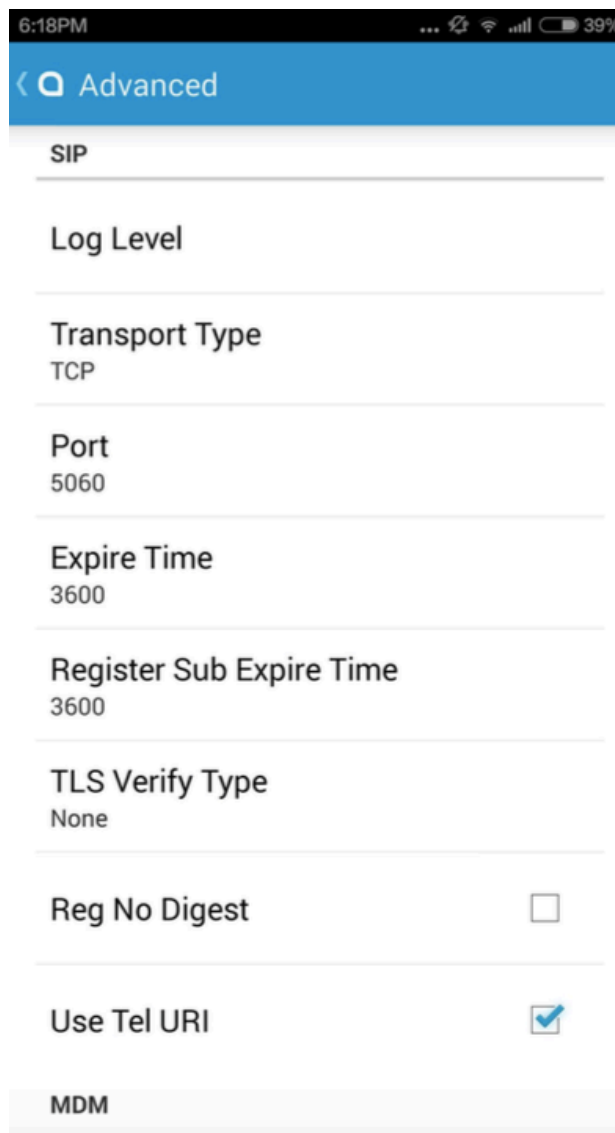 6:18PM
... 39%
Advanced
SIP
Log Level
Transport Type
TCP
Port
5060
Expire Time
3600
Register Sub Expire Time
3600
TLS Verify Type
None
Reg No Digest
Use Tel URI
MDM